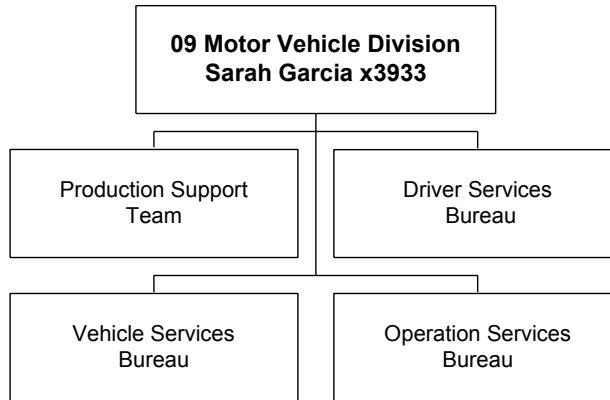 09 Motor Vehicle Division
Sarah Garcia x3933
Production Support
Team
Driver Services
Bureau
Vehicle Services
Bureau
Operation Services
Bureau